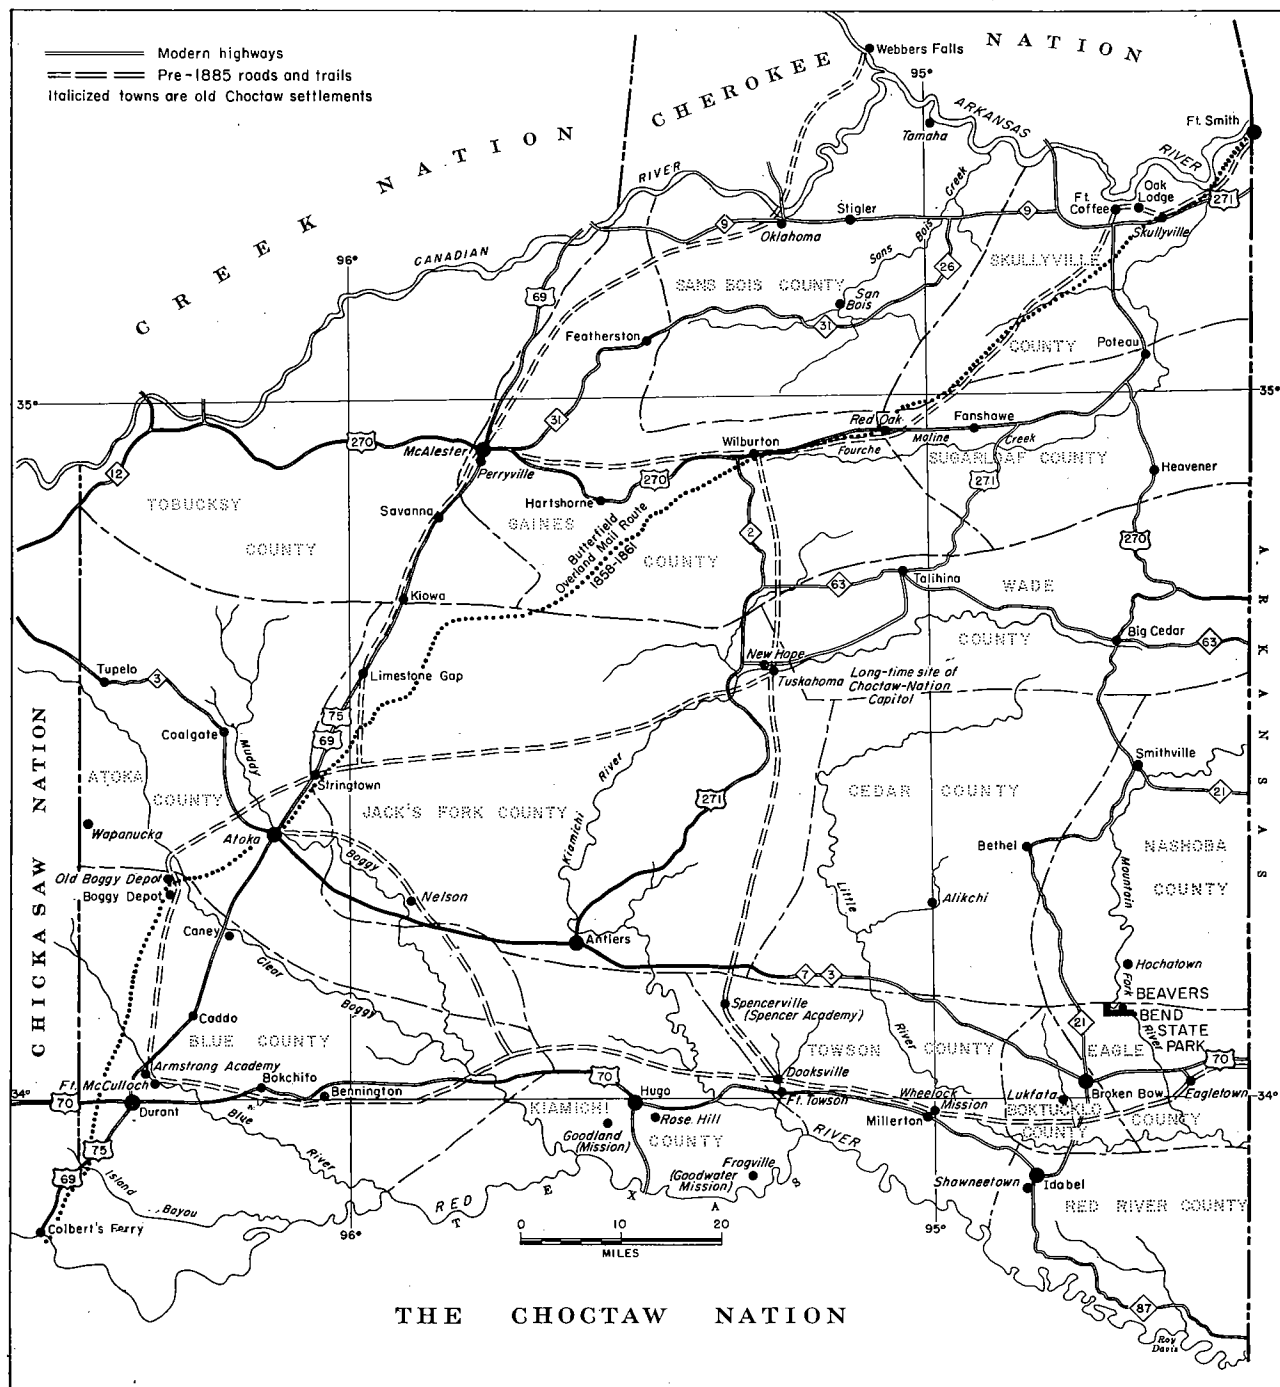 Modern highways
Pre-1885 roads and trails
Italicized towns are old Choctaw settlements
CREEK NATION
CHEROKEE NATION
Webbers Falls
95°
ARKANSAS RIVER
Tamaha
Ft. Smith
Creek
Oak
Lodge
Ft.
Coffee
271
Skullyville
RIVER
CANADIAN
9
Stigler
9
Oklahoma
Sans Bois
96°
69
SANS BOIS COUNTY
26
SKULLYVILLE
San
Bois
31
Featherston
COUNTY
Poteau
35°
35°
31
270
McAlester
Perryville
Wilburton
Red Oak
Fanshawe
Fourche Maline Creek
SUGARLOAF COUNTY
Heavener
12
TOBUCKSY
COUNTY
Savanna
Hartshorne
270
271
GAINES
COUNTY
Butterfield
Overland Mail Route
1858-1861
2
270
ARKANSAS
Kiowa
63
Talihina
WADE
COUNTY
Big Cedar
63
Tupelo
3
Limestone Gap
New Hope
Tuskahoma
Long-time site of
Choctaw-Nation
Capitol
CHICKASAW NATION
75
69
Coalgate
Muddy
Smithville
ATOKA
COUNTY
Stringtown
River
Kiamichi
271
CEDAR COUNTY
21
JACK'S FORK COUNTY
Wapanucka
Atoka
Boggy
Bethel
NASHOBA
COUNTY
Mountain
Fork
River
Old Boggy Depot
Boggy Depot
Nelson
Little
River
Alikchi
Caney
Clear
Boggy
Antlers
7
3
Hochatown
Spencerville
(Spencer Academy)
BEAVERS
BEND
STATE
PARK
Caddo
BLUE COUNTY
TOWSON COUNTY
21
EAGLE
COUNTY
70
Armstrong Academy
Ft. McCulloch
Bokchito
70
Doaksville
34°
34°
70
Durant
Bennington
Hugo
Ft. Towson
Wheelock
Mission
Lukfata
Broken Bow
Eagletown
Blue
River
KIAMICHI
COUNTY
Rose Hill
Millerton
BOKTUCKLO
COUNTY
75
Goodland
(Mission)
Frogville
(Goodwater
Mission)
RIVER
69
Island
Bayou
RED
TEXAS
Shawneetown
Idabel
RED RIVER COUNTY
Colbert's Ferry
96°
95°
0 10 20
MILES
THE CHOCTAW NATION
87
Roy
Davis